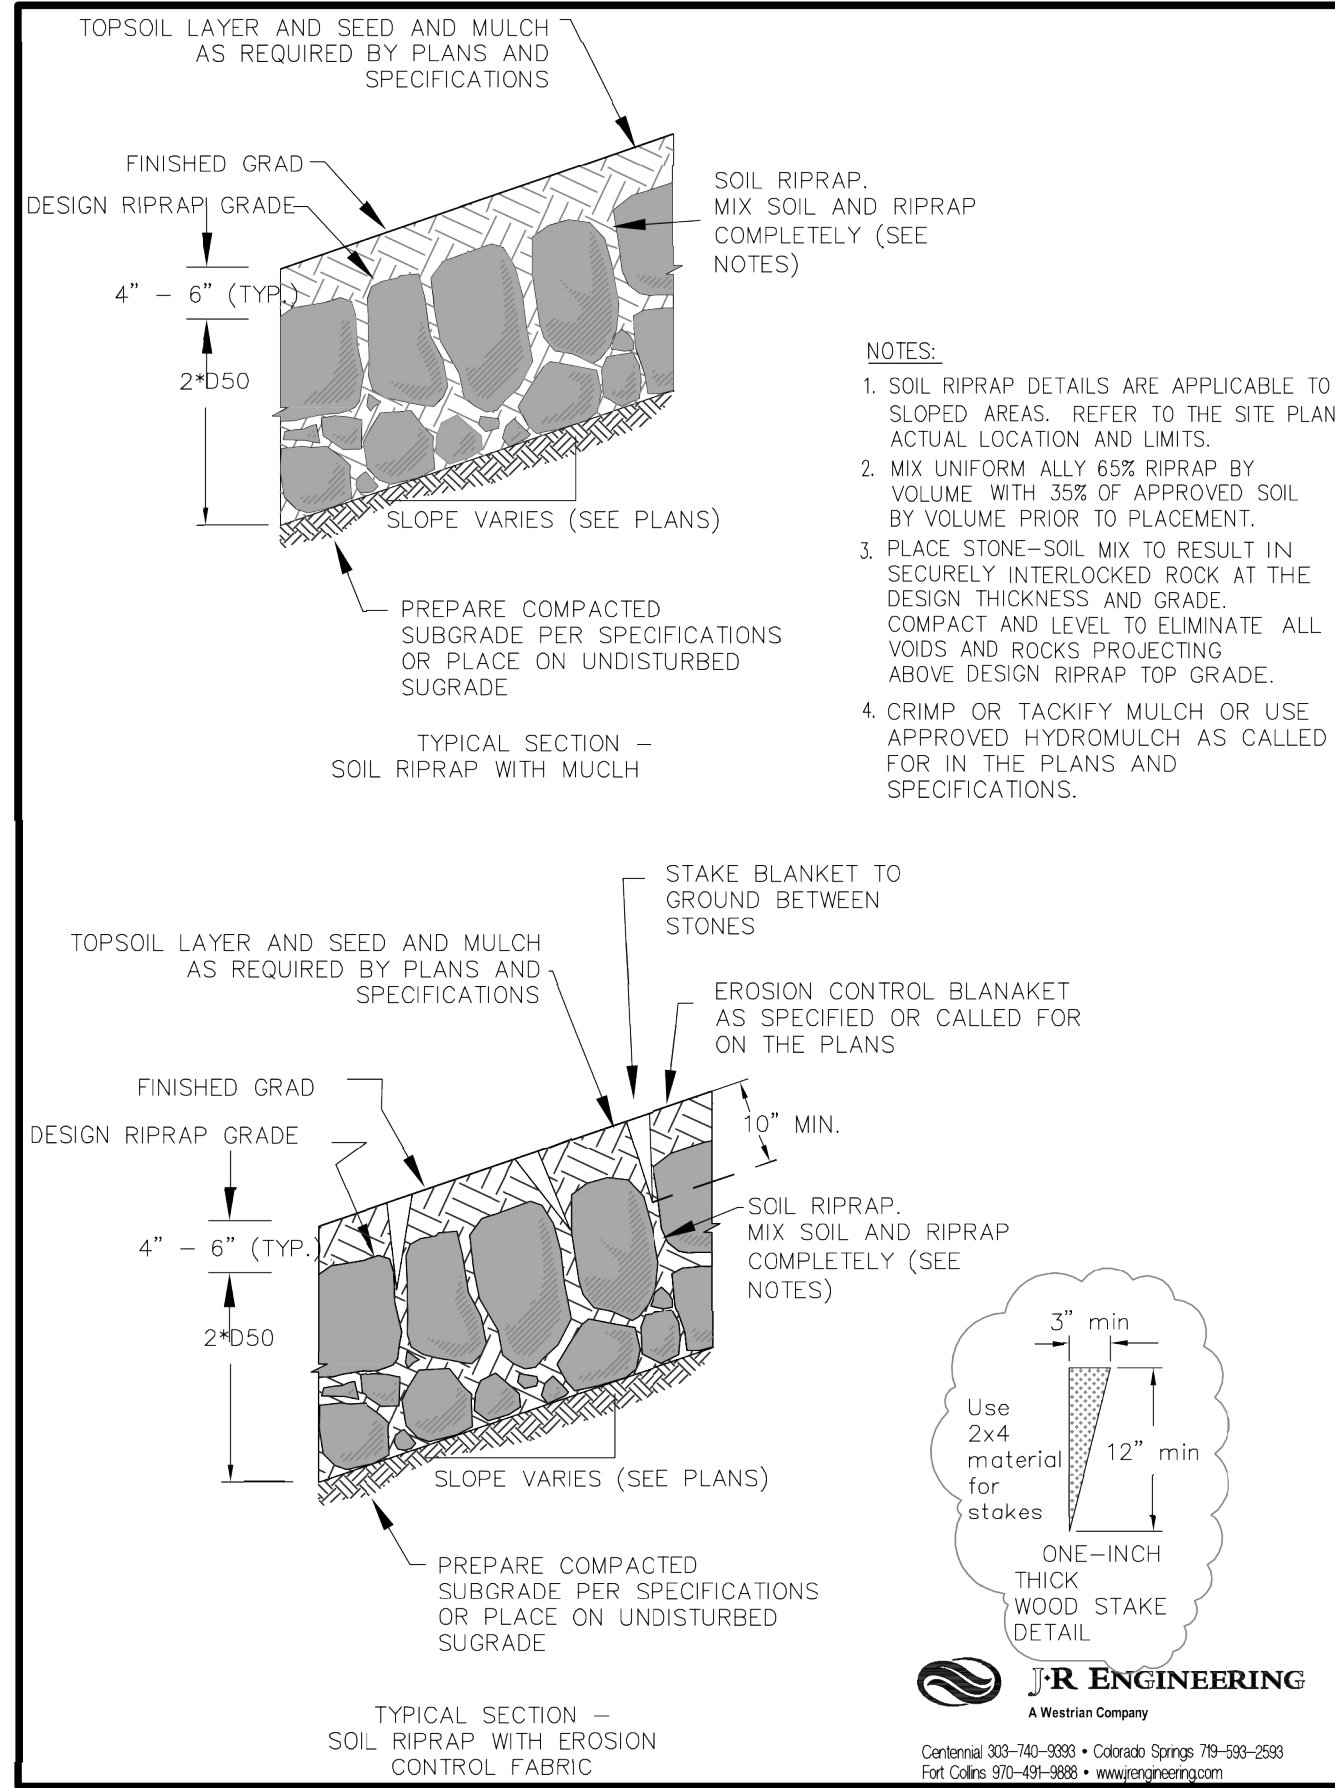 TOPSOIL LAYER AND SEED AND MULCH
AS REQUIRED BY PLANS AND
SPECIFICATIONS
FINISHED GRAD
DESIGN RIPRAP GRADE
4" – 6" (TYP.)
2*D50
SOIL RIPRAP.
MIX SOIL AND RIPRAP
COMPLETELY (SEE
NOTES)
SLOPE VARIES (SEE PLANS)
PREPARE COMPACTED
SUBGRADE PER SPECIFICATIONS
OR PLACE ON UNDISTURBED
SUGRADE
TYPICAL SECTION –
SOIL RIPRAP WITH MUCLH
NOTES:
1. SOIL RIPRAP DETAILS ARE APPLICABLE TO
SLOPED AREAS. REFER TO THE SITE PLAN
ACTUAL LOCATION AND LIMITS.
2. MIX UNIFORM ALLY 65% RIPRAP BY
VOLUME WITH 35% OF APPROVED SOIL
BY VOLUME PRIOR TO PLACEMENT.
3. PLACE STONE–SOIL MIX TO RESULT IN
SECURELY INTERLOCKED ROCK AT THE
DESIGN THICKNESS AND GRADE.
COMPACT AND LEVEL TO ELIMINATE ALL
VOIDS AND ROCKS PROJECTING
ABOVE DESIGN RIPRAP TOP GRADE.
4. CRIMP OR TACKIFY MULCH OR USE
APPROVED HYDROMULCH AS CALLED
FOR IN THE PLANS AND
SPECIFICATIONS.
STAKE BLANKET TO
GROUND BETWEEN
STONES
TOPSOIL LAYER AND SEED AND MULCH
AS REQUIRED BY PLANS AND
SPECIFICATIONS
EROSION CONTROL BLANAKET
AS SPECIFIED OR CALLED FOR
ON THE PLANS
FINISHED GRAD
DESIGN RIPRAP GRADE
10" MIN.
4" – 6" (TYP.)
2*D50
SOIL RIPRAP.
MIX SOIL AND RIPRAP
COMPLETELY (SEE
NOTES)
SLOPE VARIES (SEE PLANS)
PREPARE COMPACTED
SUBGRADE PER SPECIFICATIONS
OR PLACE ON UNDISTURBED
SUGRADE
TYPICAL SECTION –
SOIL RIPRAP WITH EROSION
CONTROL FABRIC
3" min
Use
2x4
material
for
stakes
12" min
ONE–INCH
THICK
WOOD STAKE
DETAIL
J·R ENGINEERING
A Westrian Company
Centennial 303–740–9393 • Colorado Springs 719–593–2593
Fort Collins 970–491–9888 • www.jrengineering.com